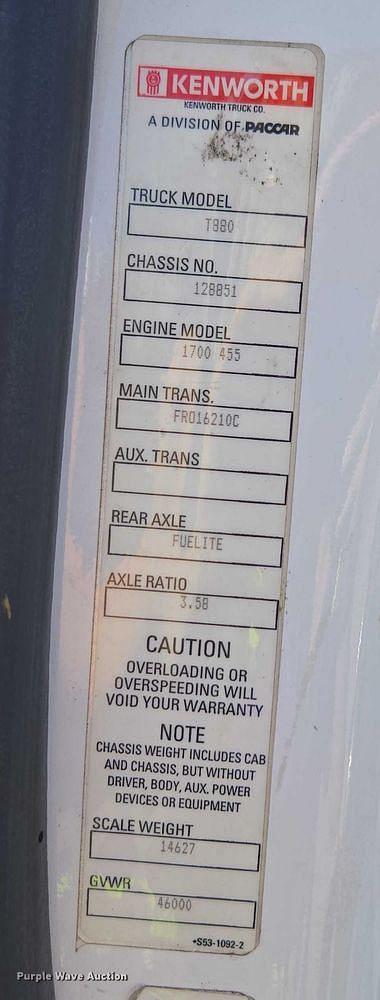 KENWORTH
KENWORTH TRUCK CO.
A DIVISION OF PACCAR
TRUCK MODEL
T880
CHASSIS NO.
128851
ENGINE MODEL
1700 455
MAIN TRANS.
FRO16210C
AUX. TRANS
REAR AXLE
FUELITE
AXLE RATIO
3.58
CAUTION
OVERLOADING OR
OVERSPEEDING WILL
VOID YOUR WARRANTY
NOTE
CHASSIS WEIGHT INCLUDES CAB
AND CHASSIS, BUT WITHOUT
DRIVER, BODY, AUX. POWER
DEVICES OR EQUIPMENT
SCALE WEIGHT
14627
GVWR
46000
*S53-1092-2
Purple Wave Auction